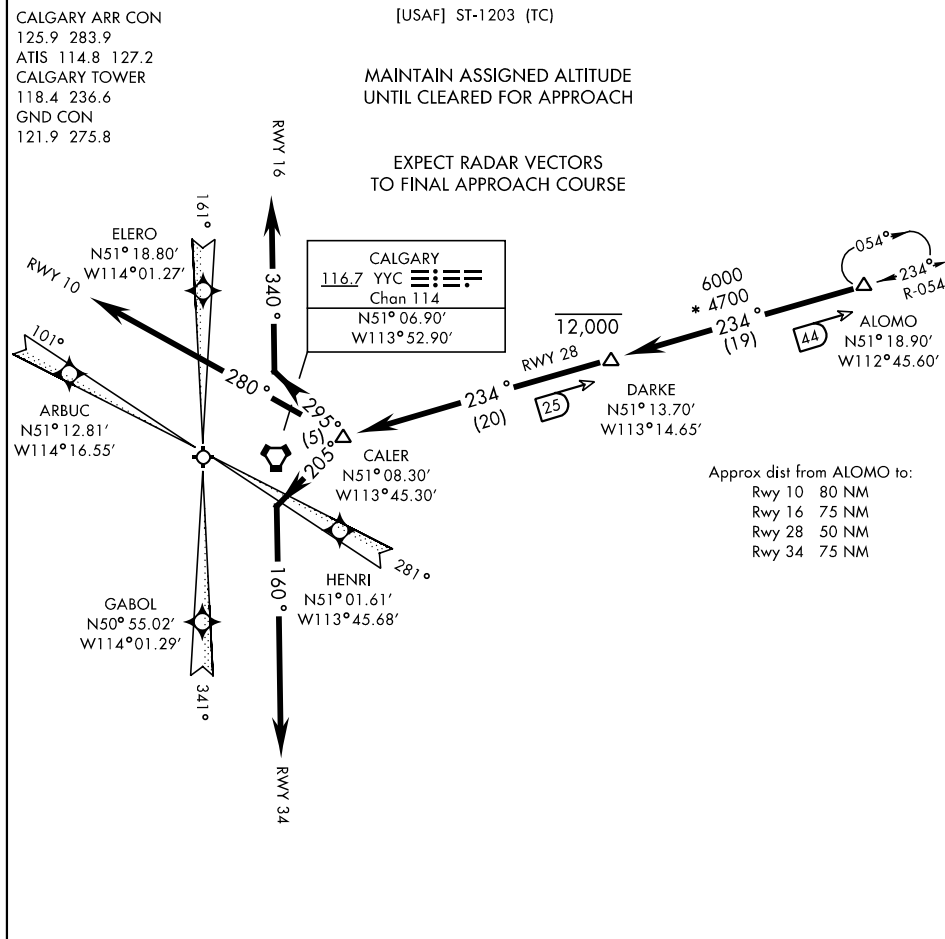 CALGARY ARR CON
125.9 283.9
ATIS 114.8 127.2
CALGARY TOWER
118.4 236.6
GND CON
121.9 275.8
[USAF] ST-1203 (TC)
MAINTAIN ASSIGNED ALTITUDE
UNTIL CLEARED FOR APPROACH
EXPECT RADAR VECTORS
TO FINAL APPROACH COURSE
RWY 16
161°
ELERO
N51° 18.80'
W114° 01.27'
RWY 10
101°
ARBUC
N51° 12.81'
W114° 16.55'
340°
280°
CALGARY
116.7 YYC
Chan 114
N51° 06.90'
W113° 52.90'
295°
(5)
205°
CALER
N51° 08.30'
W113° 45.30'
12,000
RWY 28
234°
(20)
25
DARKE
N51° 13.70'
W113° 14.65'
6000
* 4700
234°
(19)
44
054°
234°
R-054
ALOMO
N51° 18.90'
W112° 45.60'
Approx dist from ALOMO to:
Rwy 10 80 NM
Rwy 16 75 NM
Rwy 28 50 NM
Rwy 34 75 NM
HENRI
N51° 01.61'
W113° 45.68'
281°
160°
GABOL
N50° 55.02'
W114° 01.29'
341°
RWY 34